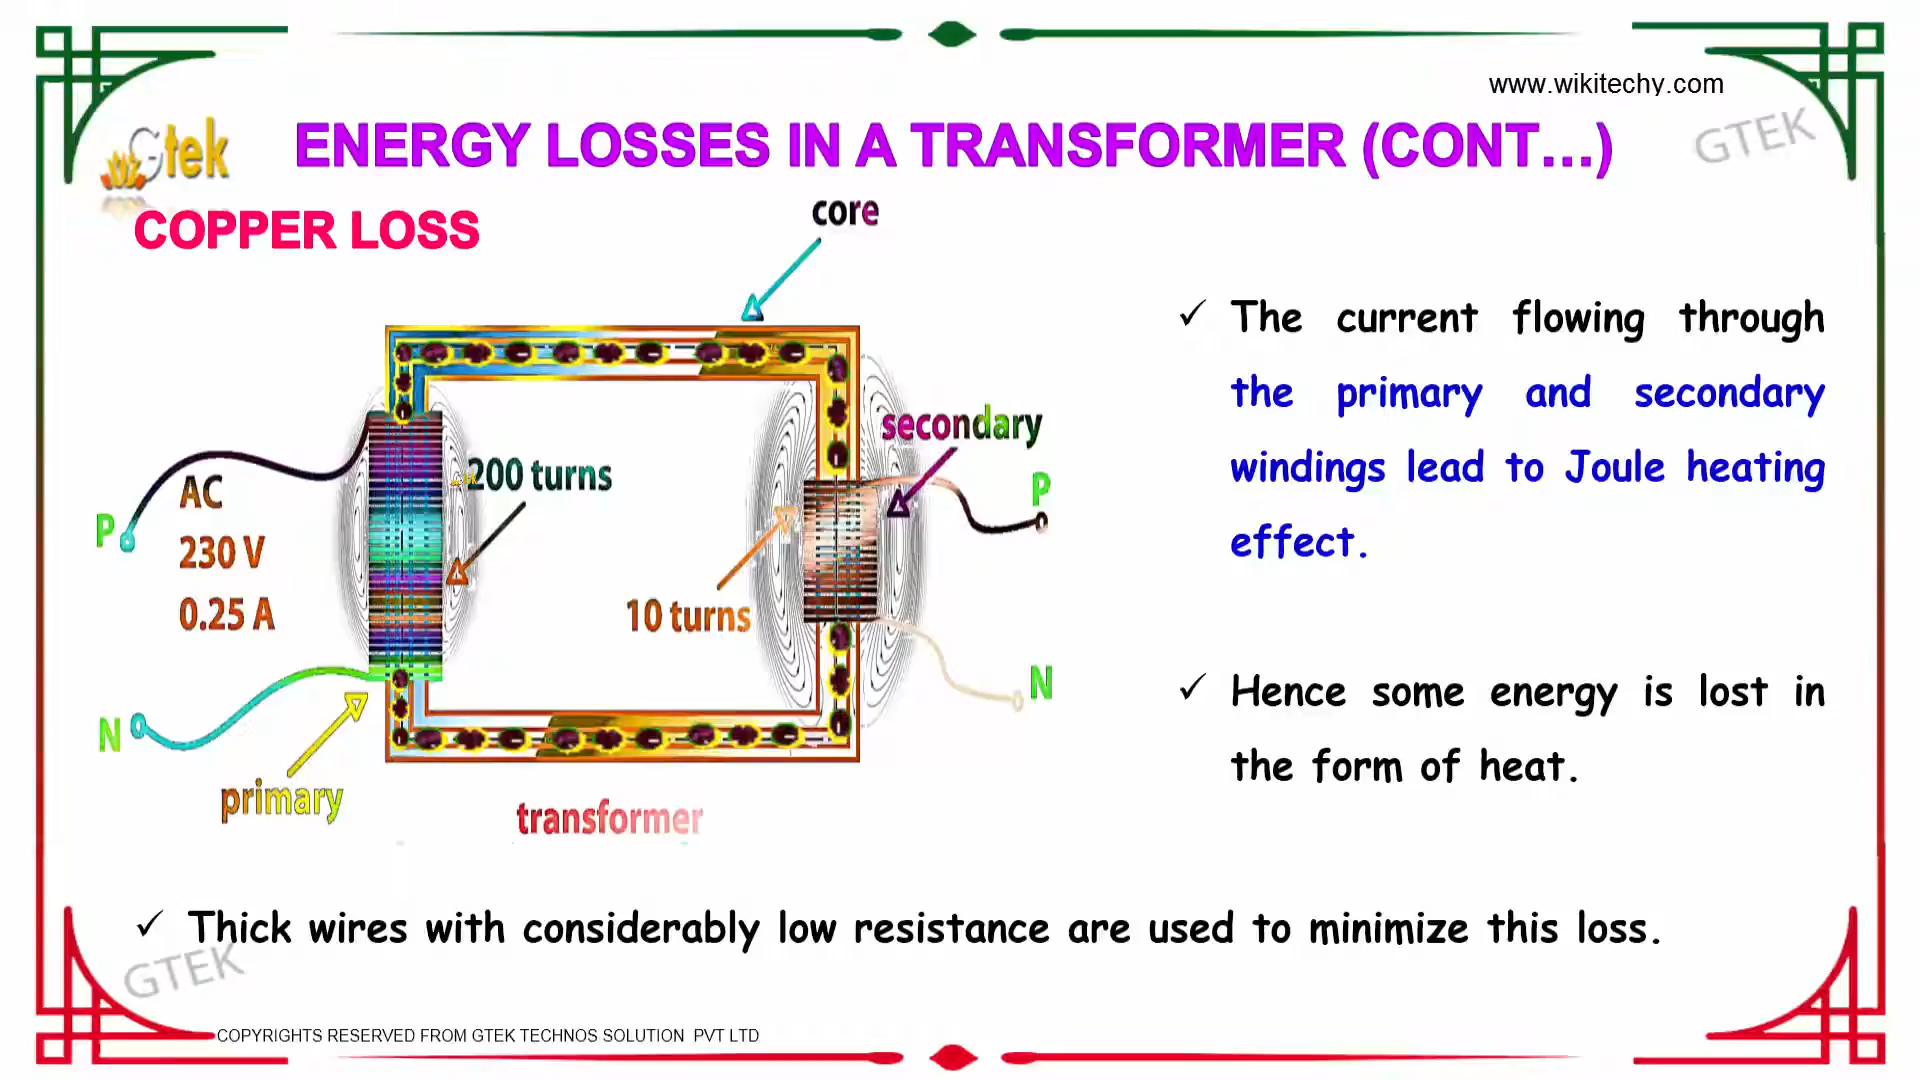 www.wikitechy.com
Gtek
ENERGY LOSSES IN A TRANSFORMER (CONT...)
GTEK
COPPER LOSS
core
✓ The current flowing through
the primary and secondary
windings lead to Joule heating
effect.
secondary
200 turns
AC
P
P
230 V
0.25 A
10 turns
✓ Hence some energy is lost in
the form of heat.
N
N
primary
transformer
✓ Thick wires with considerably low resistance are used to minimize this loss.
GTEK
COPYRIGHTS RESERVED FROM GTEK TECHNOS SOLUTION PVT LTD